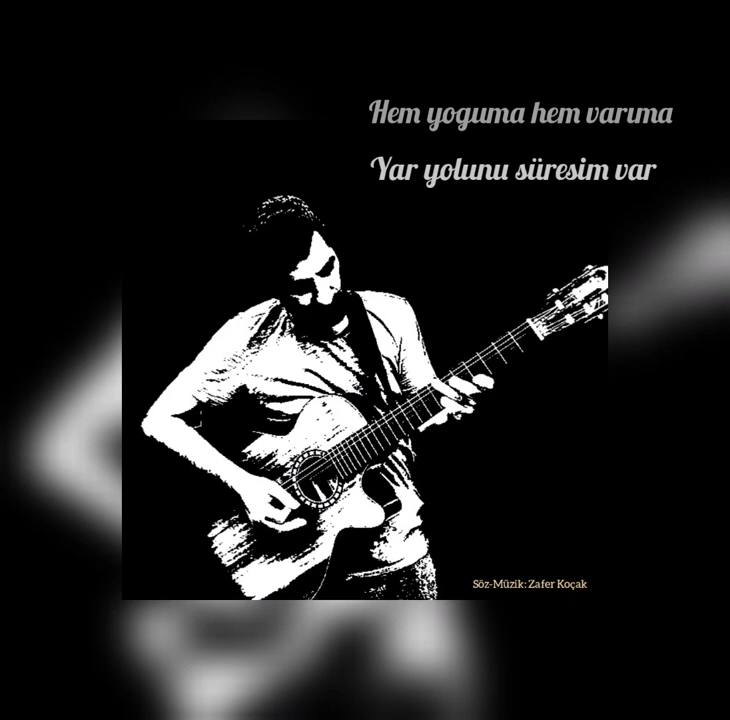 Hem yoguma hem varıma
Yar yolunu süresim var
Söz-Müzik: Zafer Koçak